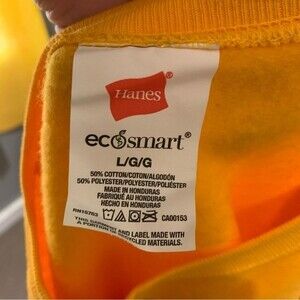 Hanes®
ecosmart®
L/G/G
50% COTTON/COTON/ALGODÓN
50% POLYESTER/POLYESTER/POLIÉSTER
MADE IN HONDURAS
FABRIQUÉ AU HONDURAS
HECHO EN HONDURAS
RN15763 CA00153
THIS GARMENT AND LABEL MADE WITH
A PORTION OF RECYCLED MATERIALS.